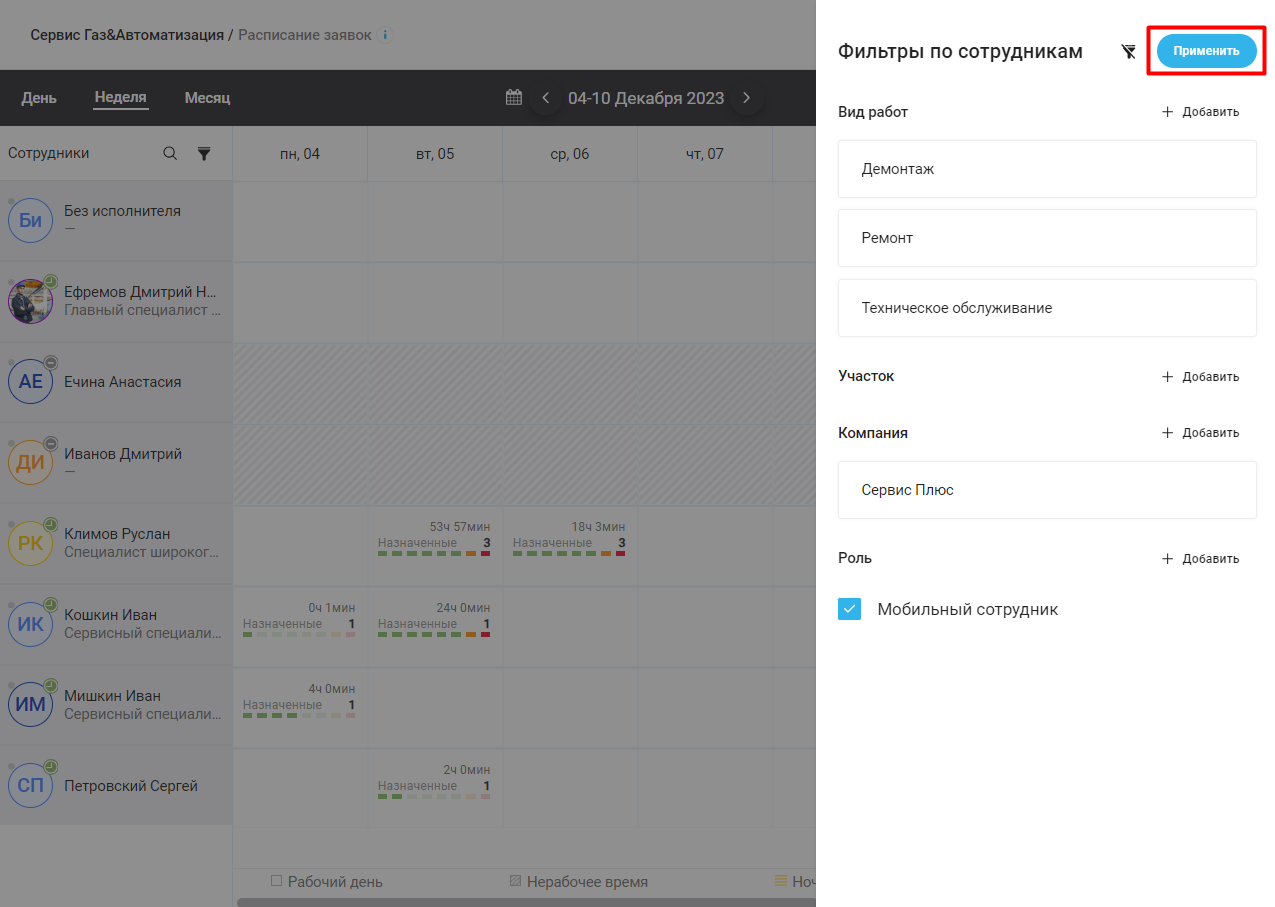 Сервис Газ&Автоматизация / Расписание заявок i
День Неделя Месяц
04-10 Декабря 2023
Сотрудники
пн, 04 вт, 05 ср, 06 чт, 07
Би
Без исполнителя
—
Ефремов Дмитрий Н...
Главный специалист ...
АЕ
Ечина Анастасия
ДИ
Иванов Дмитрий
—
РК
Климов Руслан
Специалист широког...
53ч 57мин
Назначенные 3
18ч 3мин
Назначенные 3
ИК
Кошкин Иван
Сервисный специали...
0ч 1мин
Назначенные 1
24ч 0мин
Назначенные 1
ИМ
Мишкин Иван
Сервисный специали...
4ч 0мин
Назначенные 1
СП
Петровский Сергей
2ч 0мин
Назначенные 1
Рабочий день
Нерабочее время
Ноч
Фильтры по сотрудникам
Применить
Вид работ
+ Добавить
Демонтаж
Ремонт
Техническое обслуживание
Участок
+ Добавить
Компания
+ Добавить
Сервис Плюс
Роль
+ Добавить
Мобильный сотрудник